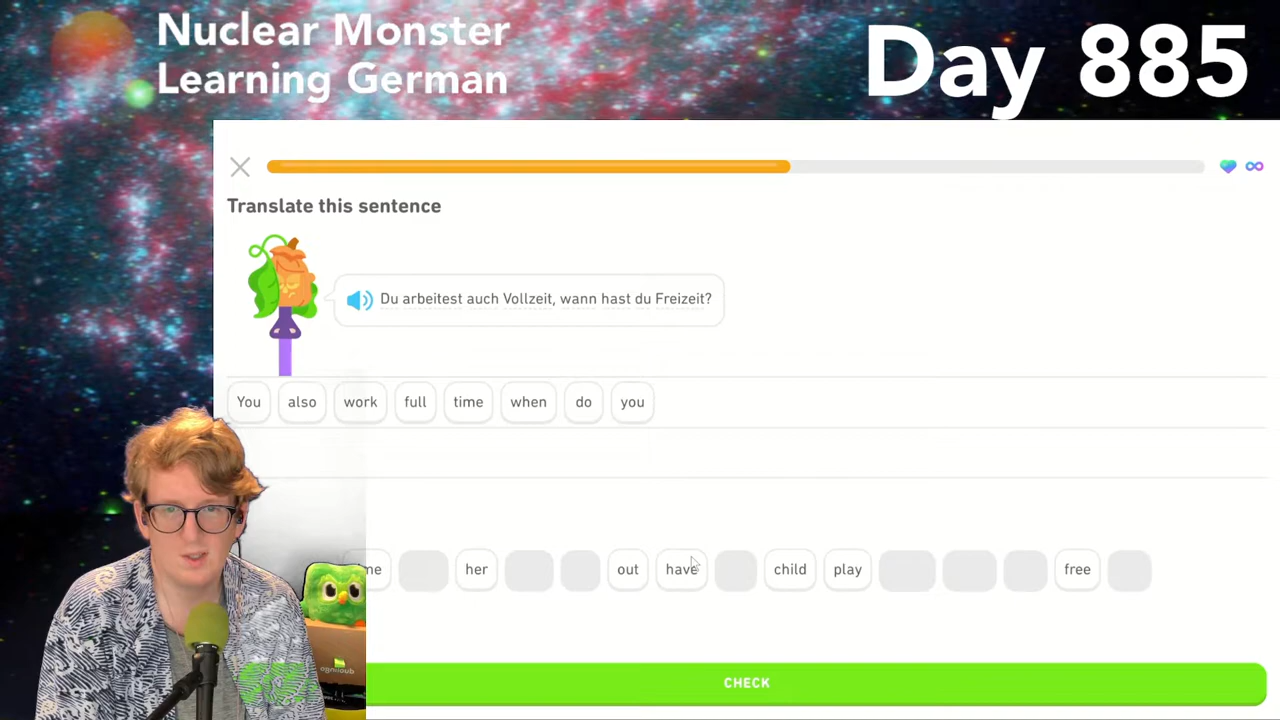 Nuclear Monster
Learning German
Day 885
Translate this sentence
Du arbeitest auch Vollzeit, wann hast du Freizeit?
You also work full time when do you
me her out have child play free
CHECK